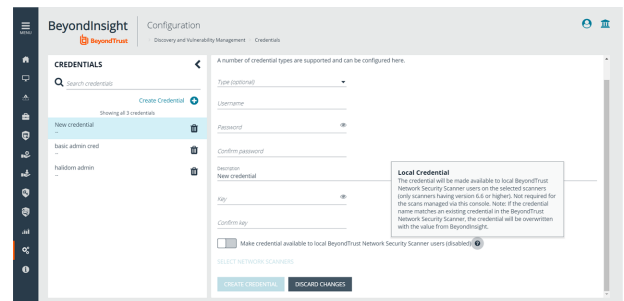 MENU
BeyondInsight
BeyondTrust
Configuration
Discovery and Vulnerability Management > Credentials
CREDENTIALS
Search credentials
Create Credential
Showing all 3 credentials
New credential
--
basic admin cred
--
halidom admin
--
A number of credential types are supported and can be configured here.
Type (optional)
Username
Password
Confirm password
Description
New credential
Key
Confirm key
Make credential available to local BeyondTrust Network Security Scanner users (disabled)
?
SELECT NETWORK SCANNERS
CREATE CREDENTIAL
DISCARD CHANGES
Local Credential
The credential will be made available to local BeyondTrust
Network Security Scanner users on the selected scanners
(only scanners having version 6.6 or higher). Not required for
the scans managed via this console. Note: If the credential
name matches an existing credential in the BeyondTrust
Network Security Scanner, the credential will be overwritten
with the value from BeyondInsight.